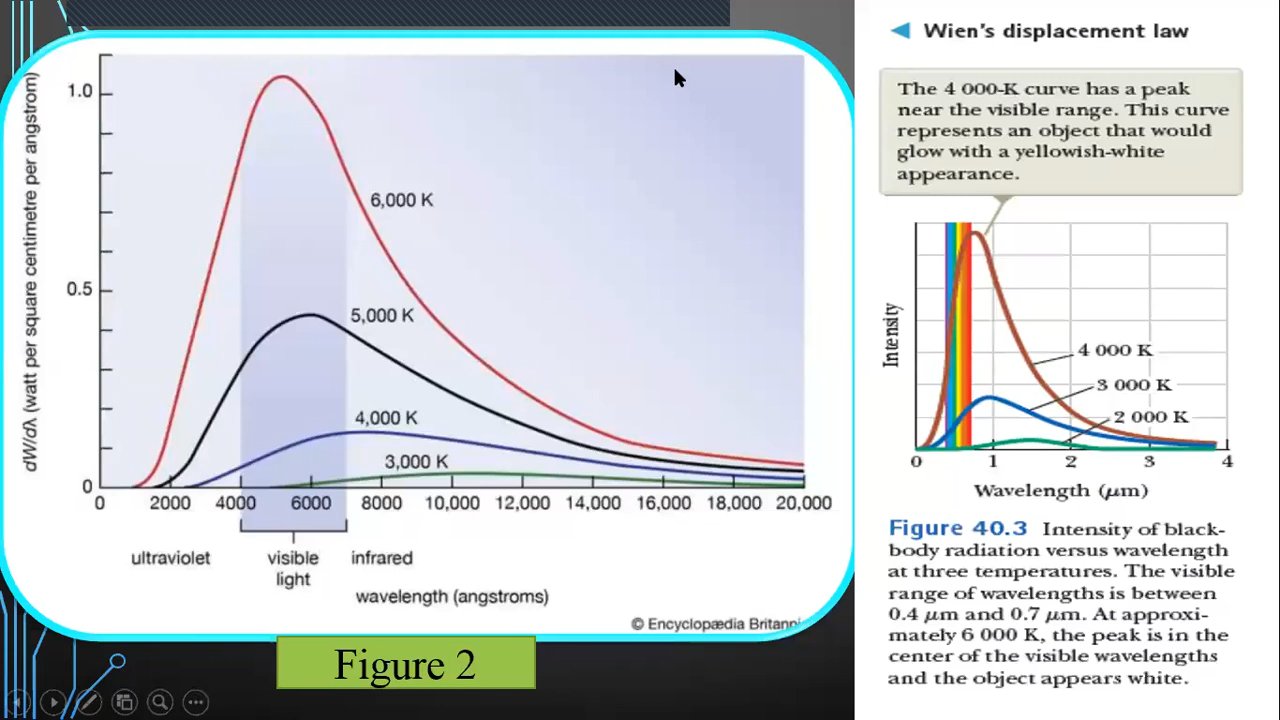 dW/dλ (watt per square centimetre per angstrom)
1.0
0.5
0
6,000 K
5,000 K
4,000 K
3,000 K
0 2000 4000 6000 8000 10,000 12,000 14,000 16,000 18,000 20,000
ultraviolet
visible
light
infrared
wavelength (angstroms)
© Encyclopædia
Figure 2
Wien's displacement law
The 4 000-K curve has a peak
near the visible range. This curve
represents an object that would
glow with a yellowish-white
appearance.
Intensity
4 000 K
3 000 K
2 000 K
0 1 2 3 4
Wavelength (μm)
Figure 40.3 Intensity of black-
body radiation versus wavelength
at three temperatures. The visible
range of wavelengths is between
0.4 μm and 0.7 μm. At approxi-
mately 6 000 K, the peak is in the
center of the visible wavelengths
and the object appears white.